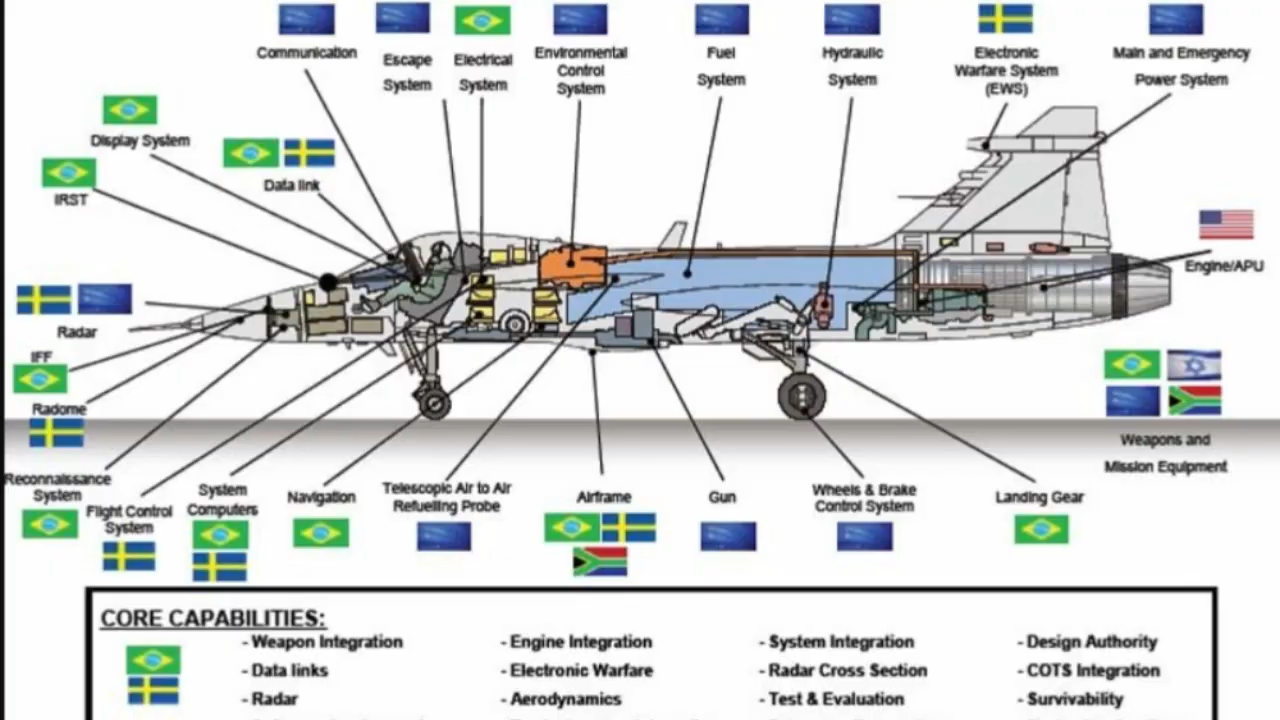 Communication
Escape
System
Electrical
System
Environmental
Control
System
Fuel
System
Hydraulic
System
Electronic
Warfare System
(EWS)
Main and Emergency
Power System
Display System
Data link
IRST
Engine/APU
Radar
IFF
Radome
Weapons and
Mission Equipment
Reconnaissance
System
Flight Control
System
System
Computers
Navigation
Telescopic Air to Air
Refuelling Probe
Airframe
Gun
Wheels & Brake
Control System
Landing Gear
CORE CAPABILITIES:
- Weapon Integration
- Engine Integration
- System Integration
- Design Authority
- Data links
- Electronic Warfare
- Radar Cross Section
- COTS Integration
- Radar
- Aerodynamics
- Test & Evaluation
- Survivability